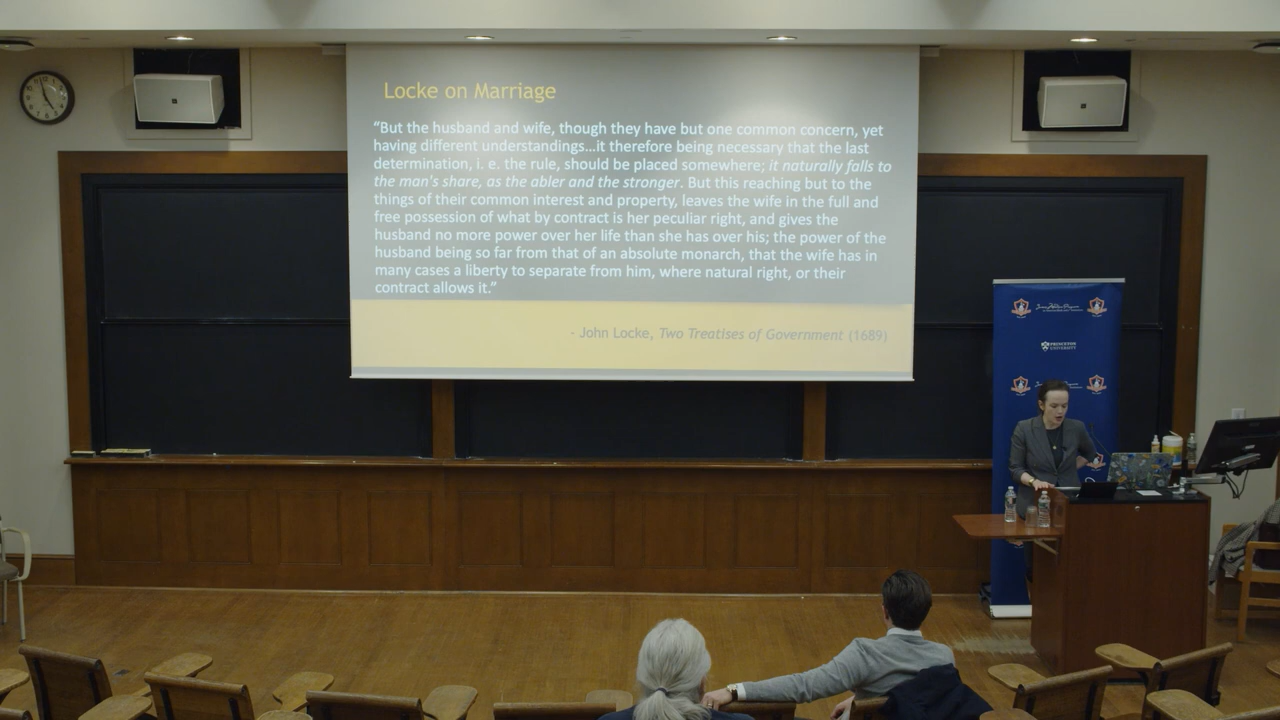 Locke on Marriage
“But the husband and wife, though they have but one common concern, yet
having different understandings…it therefore being necessary that the last
determination, i. e. the rule, should be placed somewhere; it naturally falls to
the man's share, as the abler and the stronger. But this reaching but to the
things of their common interest and property, leaves the wife in the full and
free possession of what by contract is her peculiar right, and gives the
husband no more power over her life than she has over his; the power of the
husband being so far from that of an absolute monarch, that the wife has in
many cases a liberty to separate from him, where natural right, or their
contract allows it.”
- John Locke, Two Treatises of Government (1689)
PRINCETON
UNIVERSITY